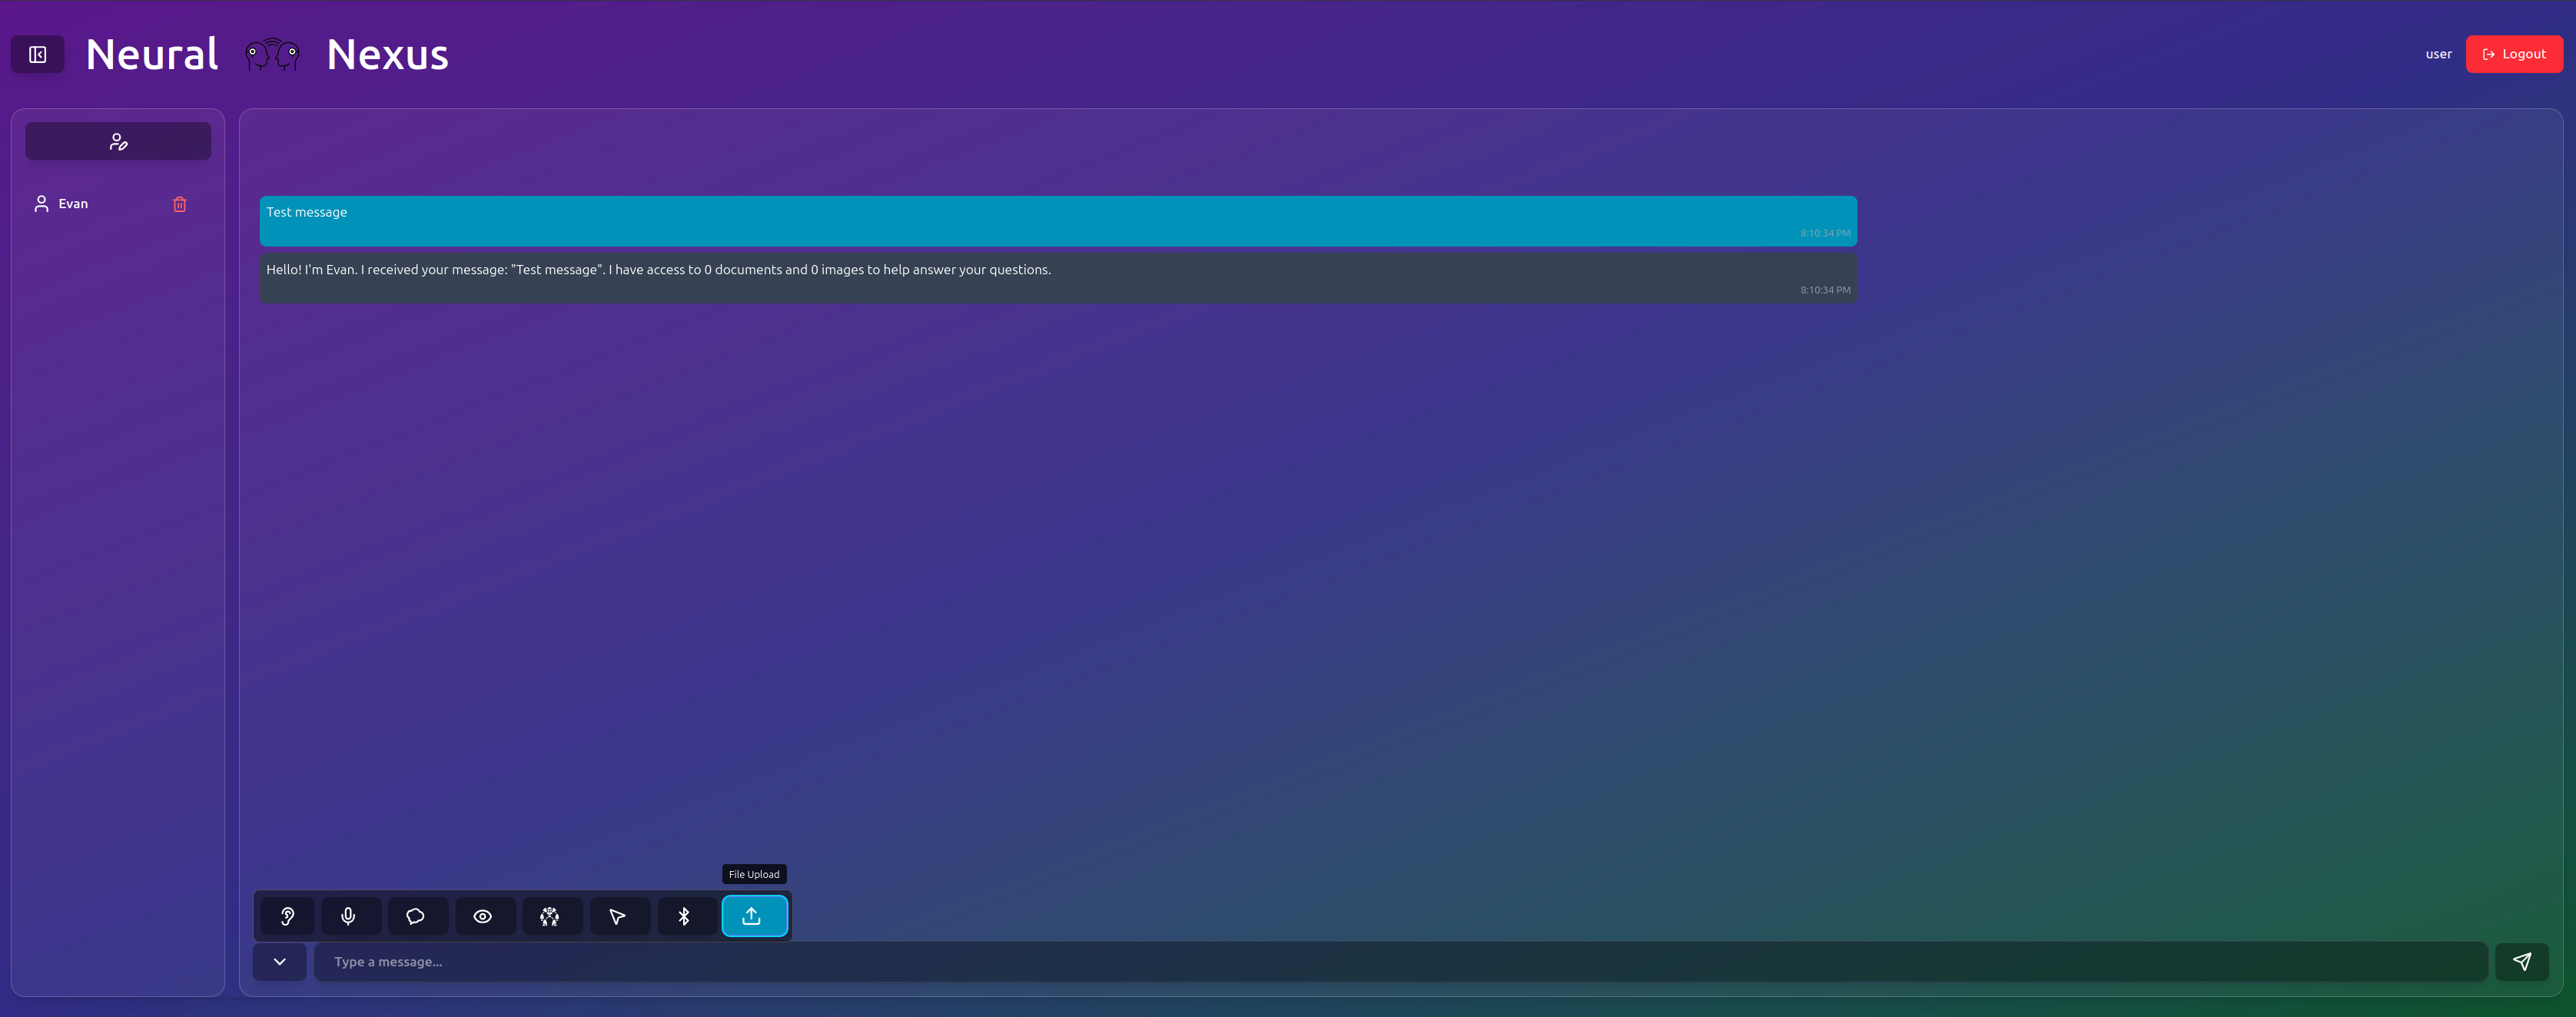 Neural Nexus
user
Logout
Evan
Test message
8:10:34 PM
Hello! I'm Evan. I received your message: "Test message". I have access to 0 documents and 0 images to help answer your questions.
8:10:34 PM
File Upload
Type a message...